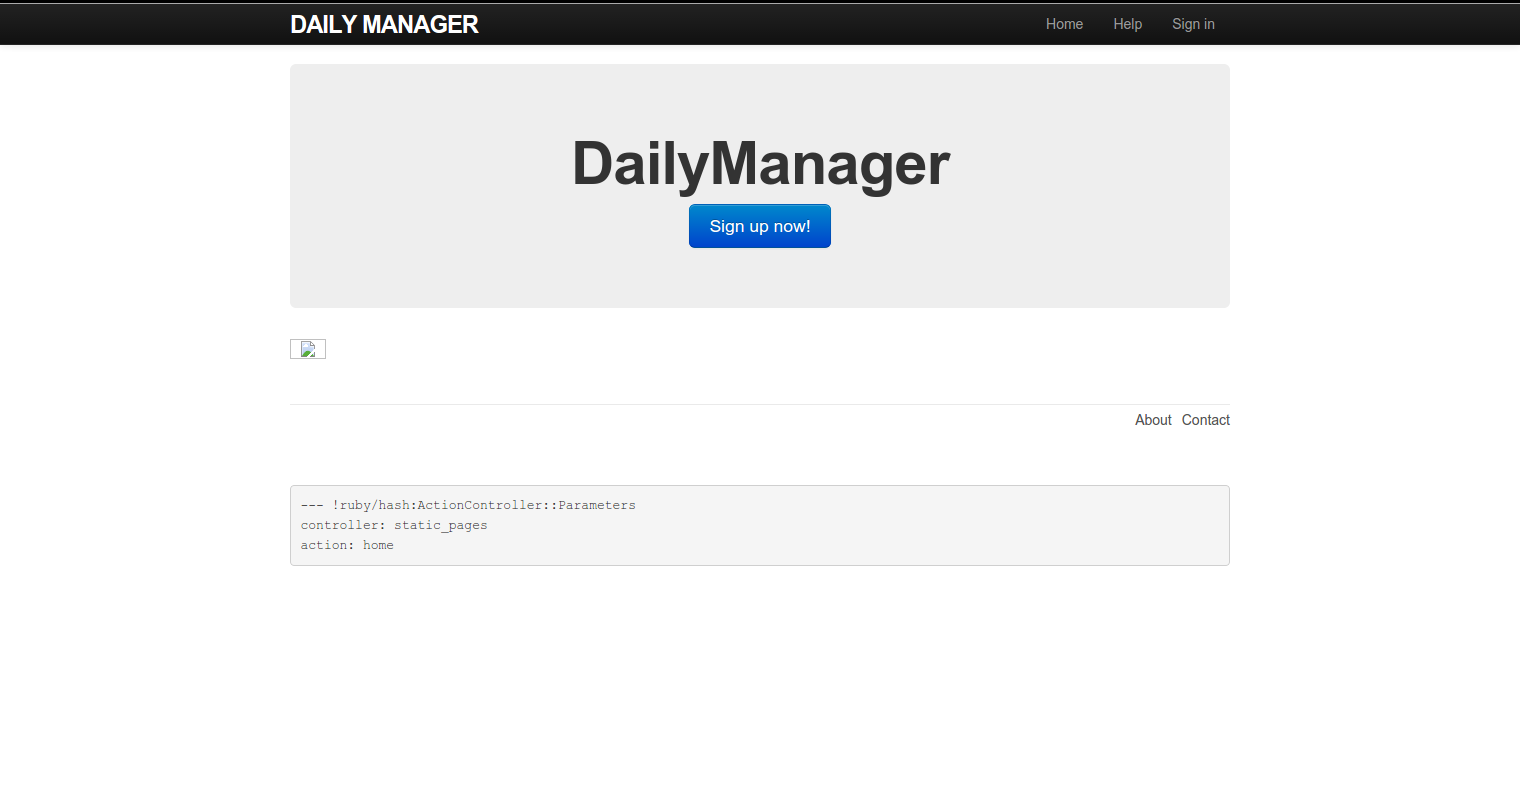 DAILY MANAGER Home Help Sign in
DailyManager
Sign up now!
About Contact
--- !ruby/hash:ActionController::Parameters
controller: static_pages
action: home